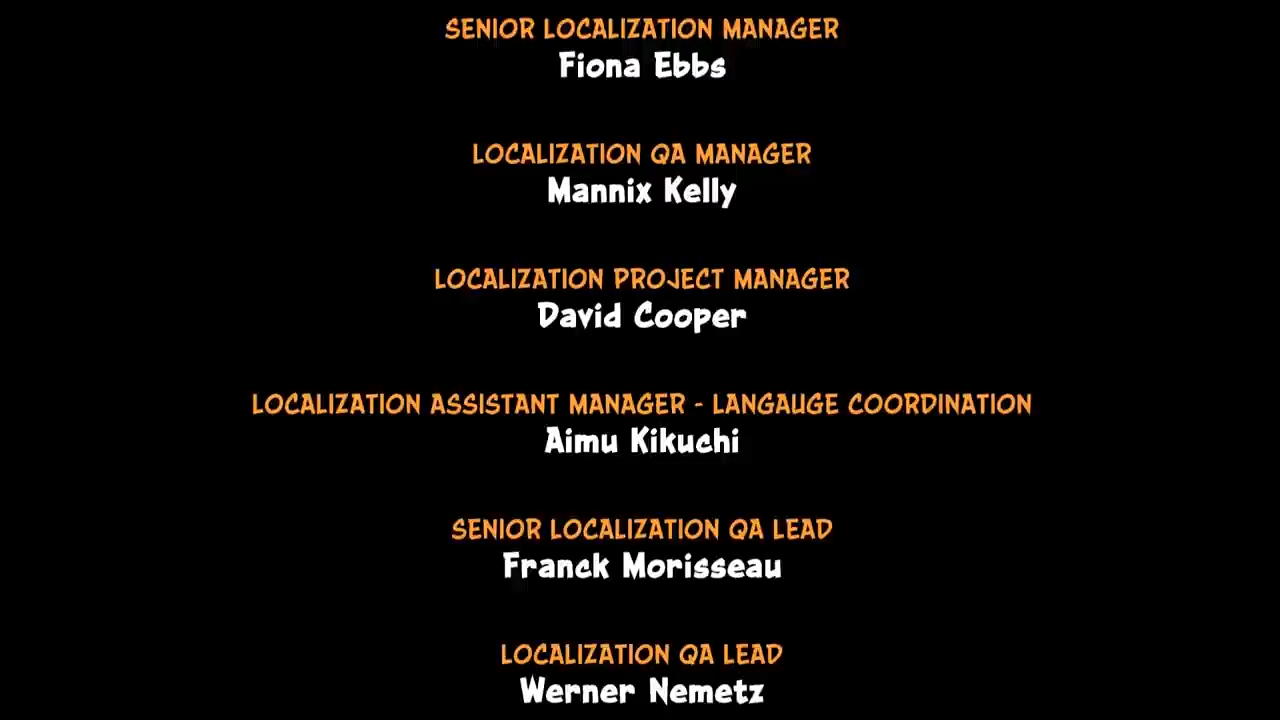 SENIOR LOCALIZATION MANAGER
Fiona Ebbs
LOCALIZATION QA MANAGER
Mannix Kelly
LOCALIZATION PROJECT MANAGER
David Cooper
LOCALIZATION ASSISTANT MANAGER - LANGAUGE COORDINATION
Aimu Kikuchi
SENIOR LOCALIZATION QA LEAD
Franck Morisseau
LOCALIZATION QA LEAD
Werner Nemetz